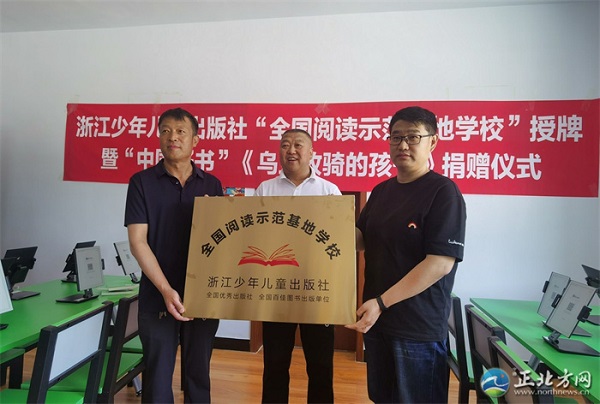 浙江少年儿 出版社“全国阅读示范 地学校”授牌
暨“中 书”《乌 牧骑的孩 》捐赠仪式
全国阅读示范基地学校
浙江少年儿童出版社
全国优秀出版社 全国百佳图书出版单位
正北方网
www.northnews.cn